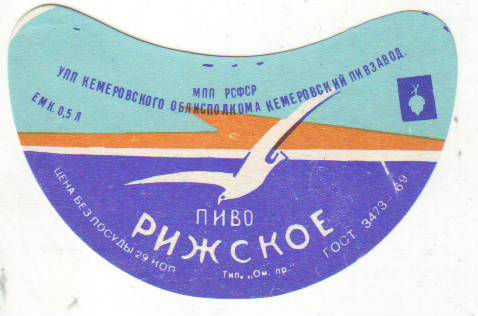 МПП РСФСР
УПП КЕМЕРОВСКОГО ОБЛИСПОЛКОМА КЕМЕРОВСКИЙ ПИВЗАВОД.
ЕМК. 0,5 Л
ПИВО
РИЖСКОЕ
ЦЕНА БЕЗ ПОСУДЫ 29 КОП
Тип. „Ом. пр."
ГОСТ 3473-69